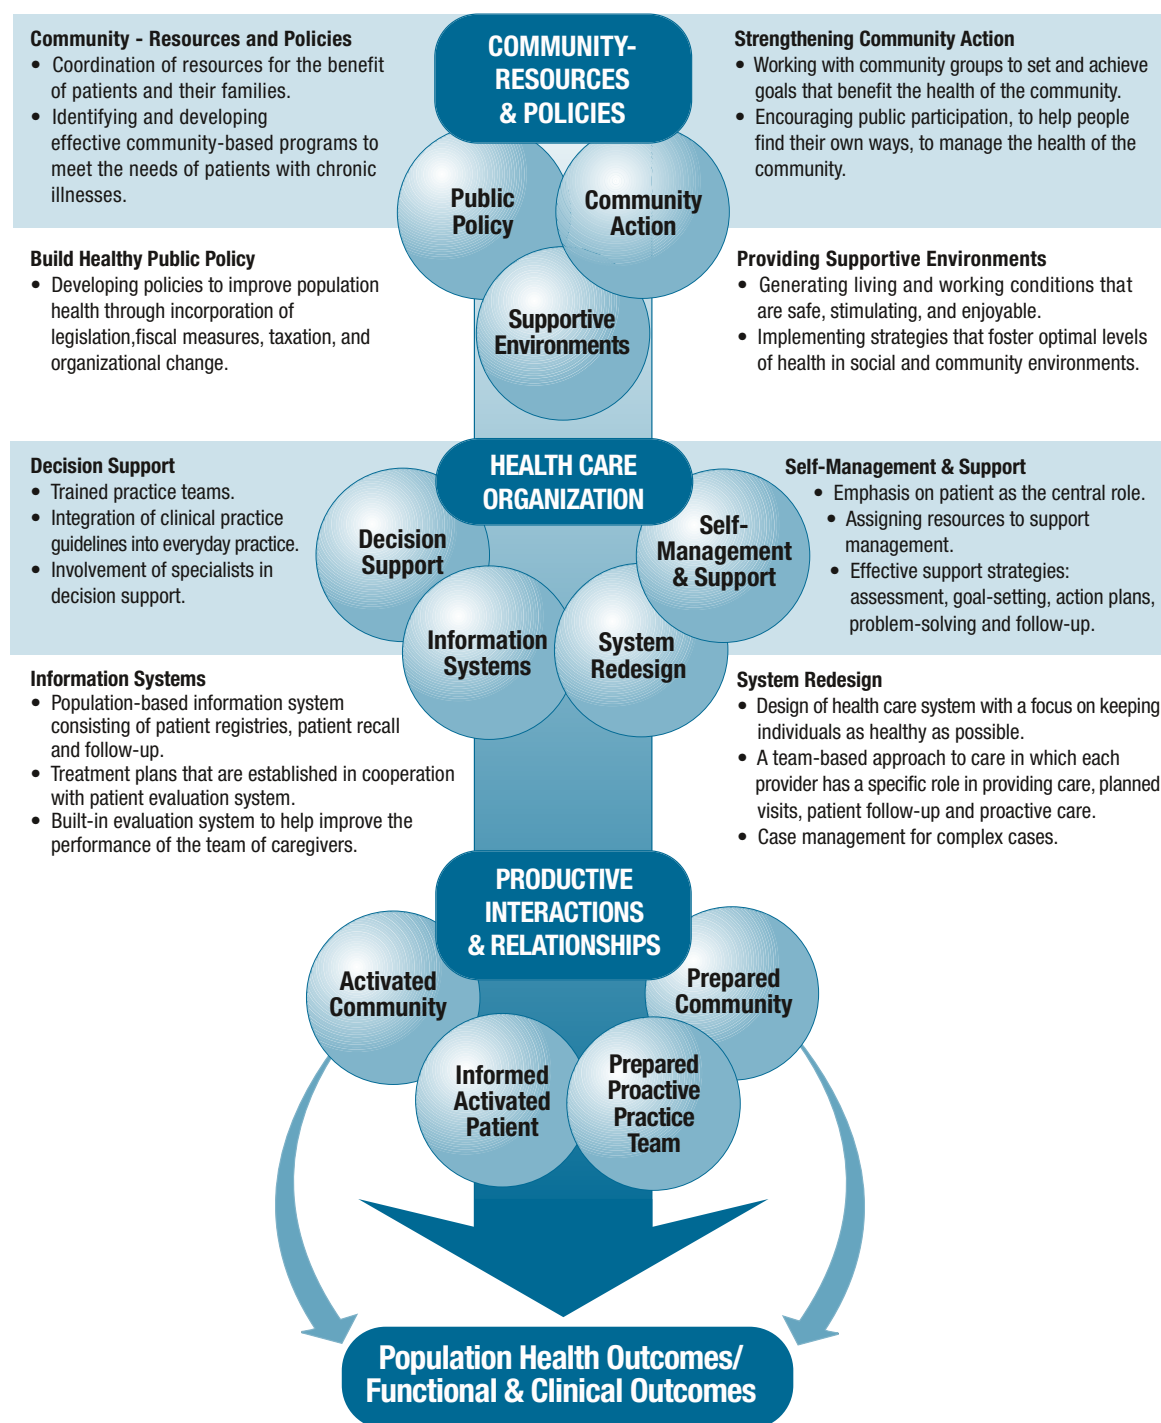 Community - Resources and Policies
• Coordination of resources for the benefit
of patients and their families.
• Identifying and developing
effective community-based programs to
meet the needs of patients with chronic
illnesses.
COMMUNITY-
RESOURCES
& POLICIES
Strengthening Community Action
• Working with community groups to set and achieve
goals that benefit the health of the community.
• Encouraging public participation, to help people
find their own ways, to manage the health of the
community.
Public
Policy
Community
Action
Supportive
Environments
Build Healthy Public Policy
• Developing policies to improve population
health through incorporation of
legislation,fiscal measures, taxation, and
organizational change.
Providing Supportive Environments
• Generating living and working conditions that
are safe, stimulating, and enjoyable.
• Implementing strategies that foster optimal levels
of health in social and community environments.
HEALTH CARE
ORGANIZATION
Decision Support
• Trained practice teams.
• Integration of clinical practice
guidelines into everyday practice.
• Involvement of specialists in
decision support.
Decision
Support
Information
Systems
System
Redesign
Self-
Management
& Support
Self-Management & Support
• Emphasis on patient as the central role.
• Assigning resources to support
management.
• Effective support strategies:
assessment, goal-setting, action plans,
problem-solving and follow-up.
Information Systems
• Population-based information system
consisting of patient registries, patient recall
and follow-up.
• Treatment plans that are established in cooperation
with patient evaluation system.
• Built-in evaluation system to help improve the
performance of the team of caregivers.
System Redesign
• Design of health care system with a focus on keeping
individuals as healthy as possible.
• A team-based approach to care in which each
provider has a specific role in providing care, planned
visits, patient follow-up and proactive care.
• Case management for complex cases.
PRODUCTIVE
INTERACTIONS
& RELATIONSHIPS
Activated
Community
Informed
Activated
Patient
Prepared
Proactive
Practice
Team
Prepared
Community
Population Health Outcomes/
Functional & Clinical Outcomes